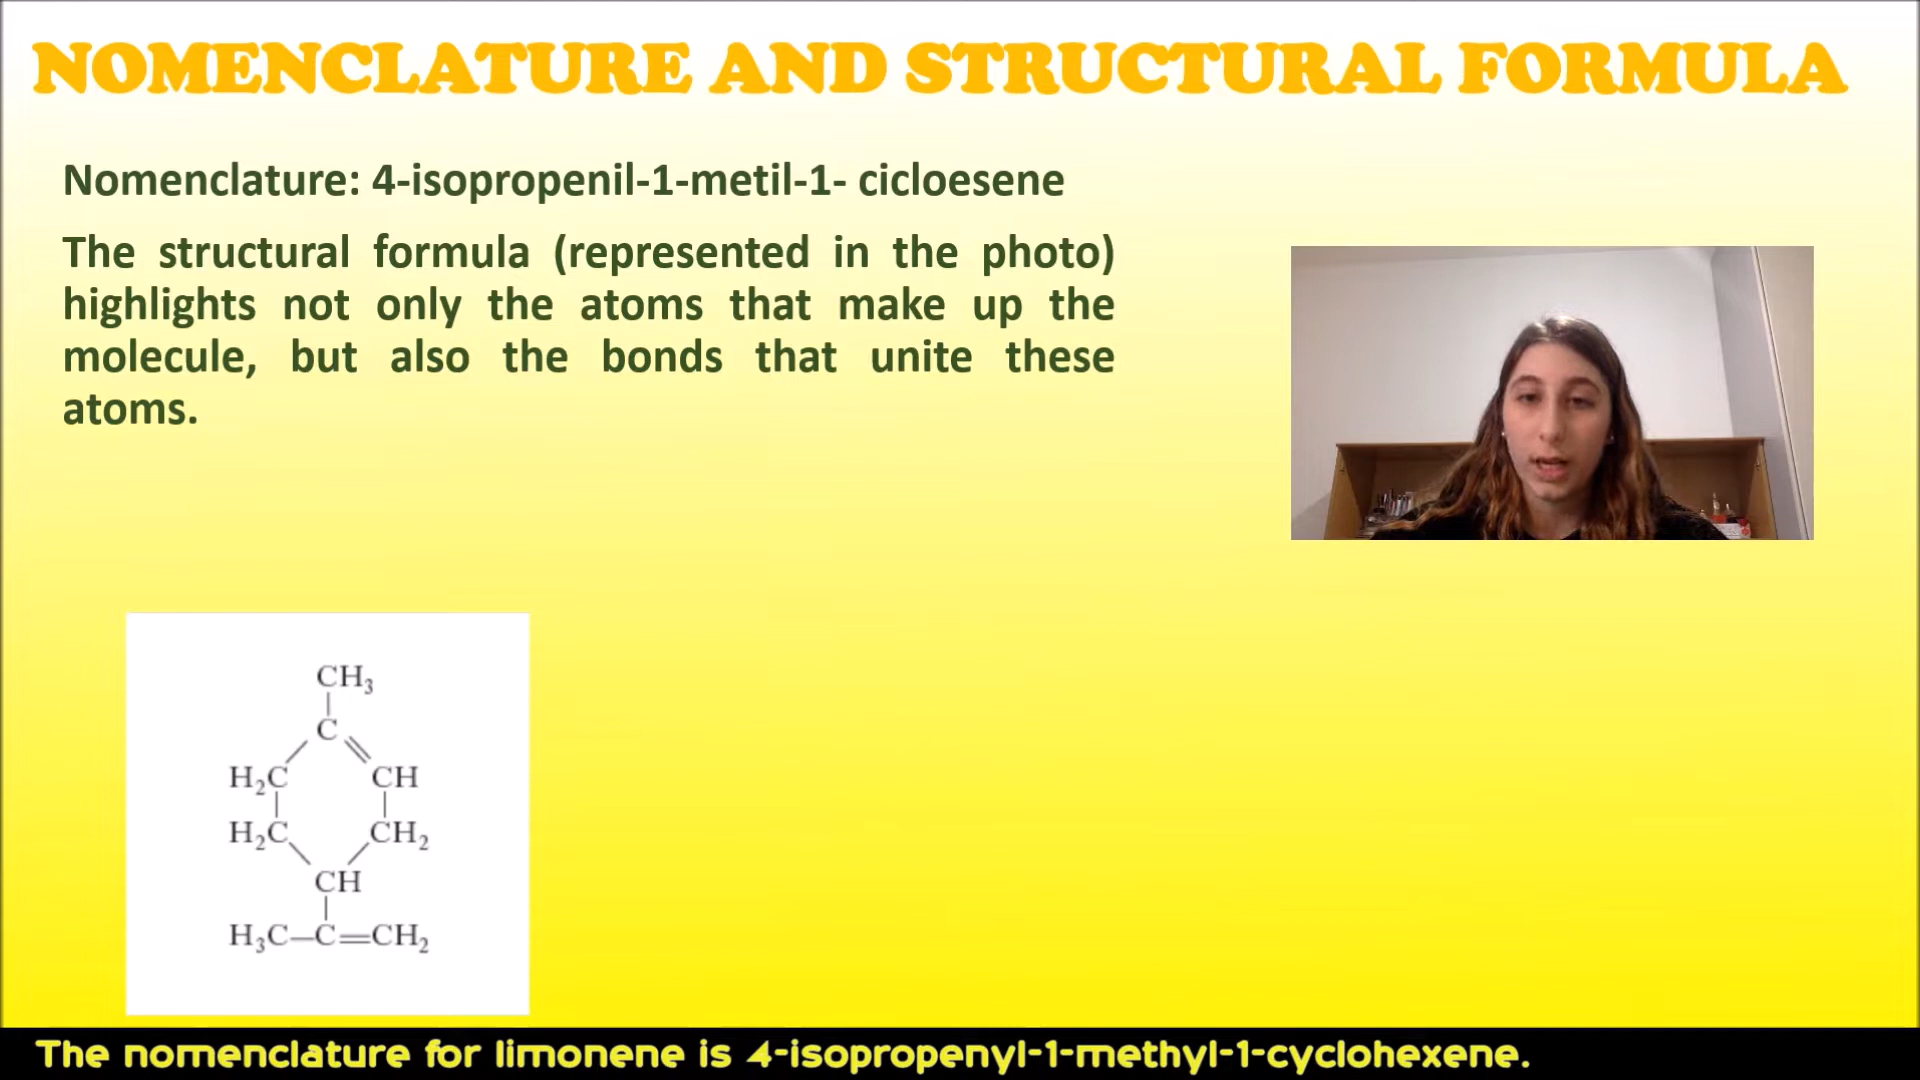 NOMENCLATURE AND STRUCTURAL FORMULA
Nomenclature: 4-isopropenil-1-metil-1- cicloesene
The structural formula (represented in the photo)
highlights not only the atoms that make up the
molecule, but also the bonds that unite these
atoms.
CH₃
C
H₂C CH
H₂C CH₂
CH
H₃C–C=CH₂
The nomenclature for limonene is 4-isopropenyl-1-methyl-1-cyclohexene.